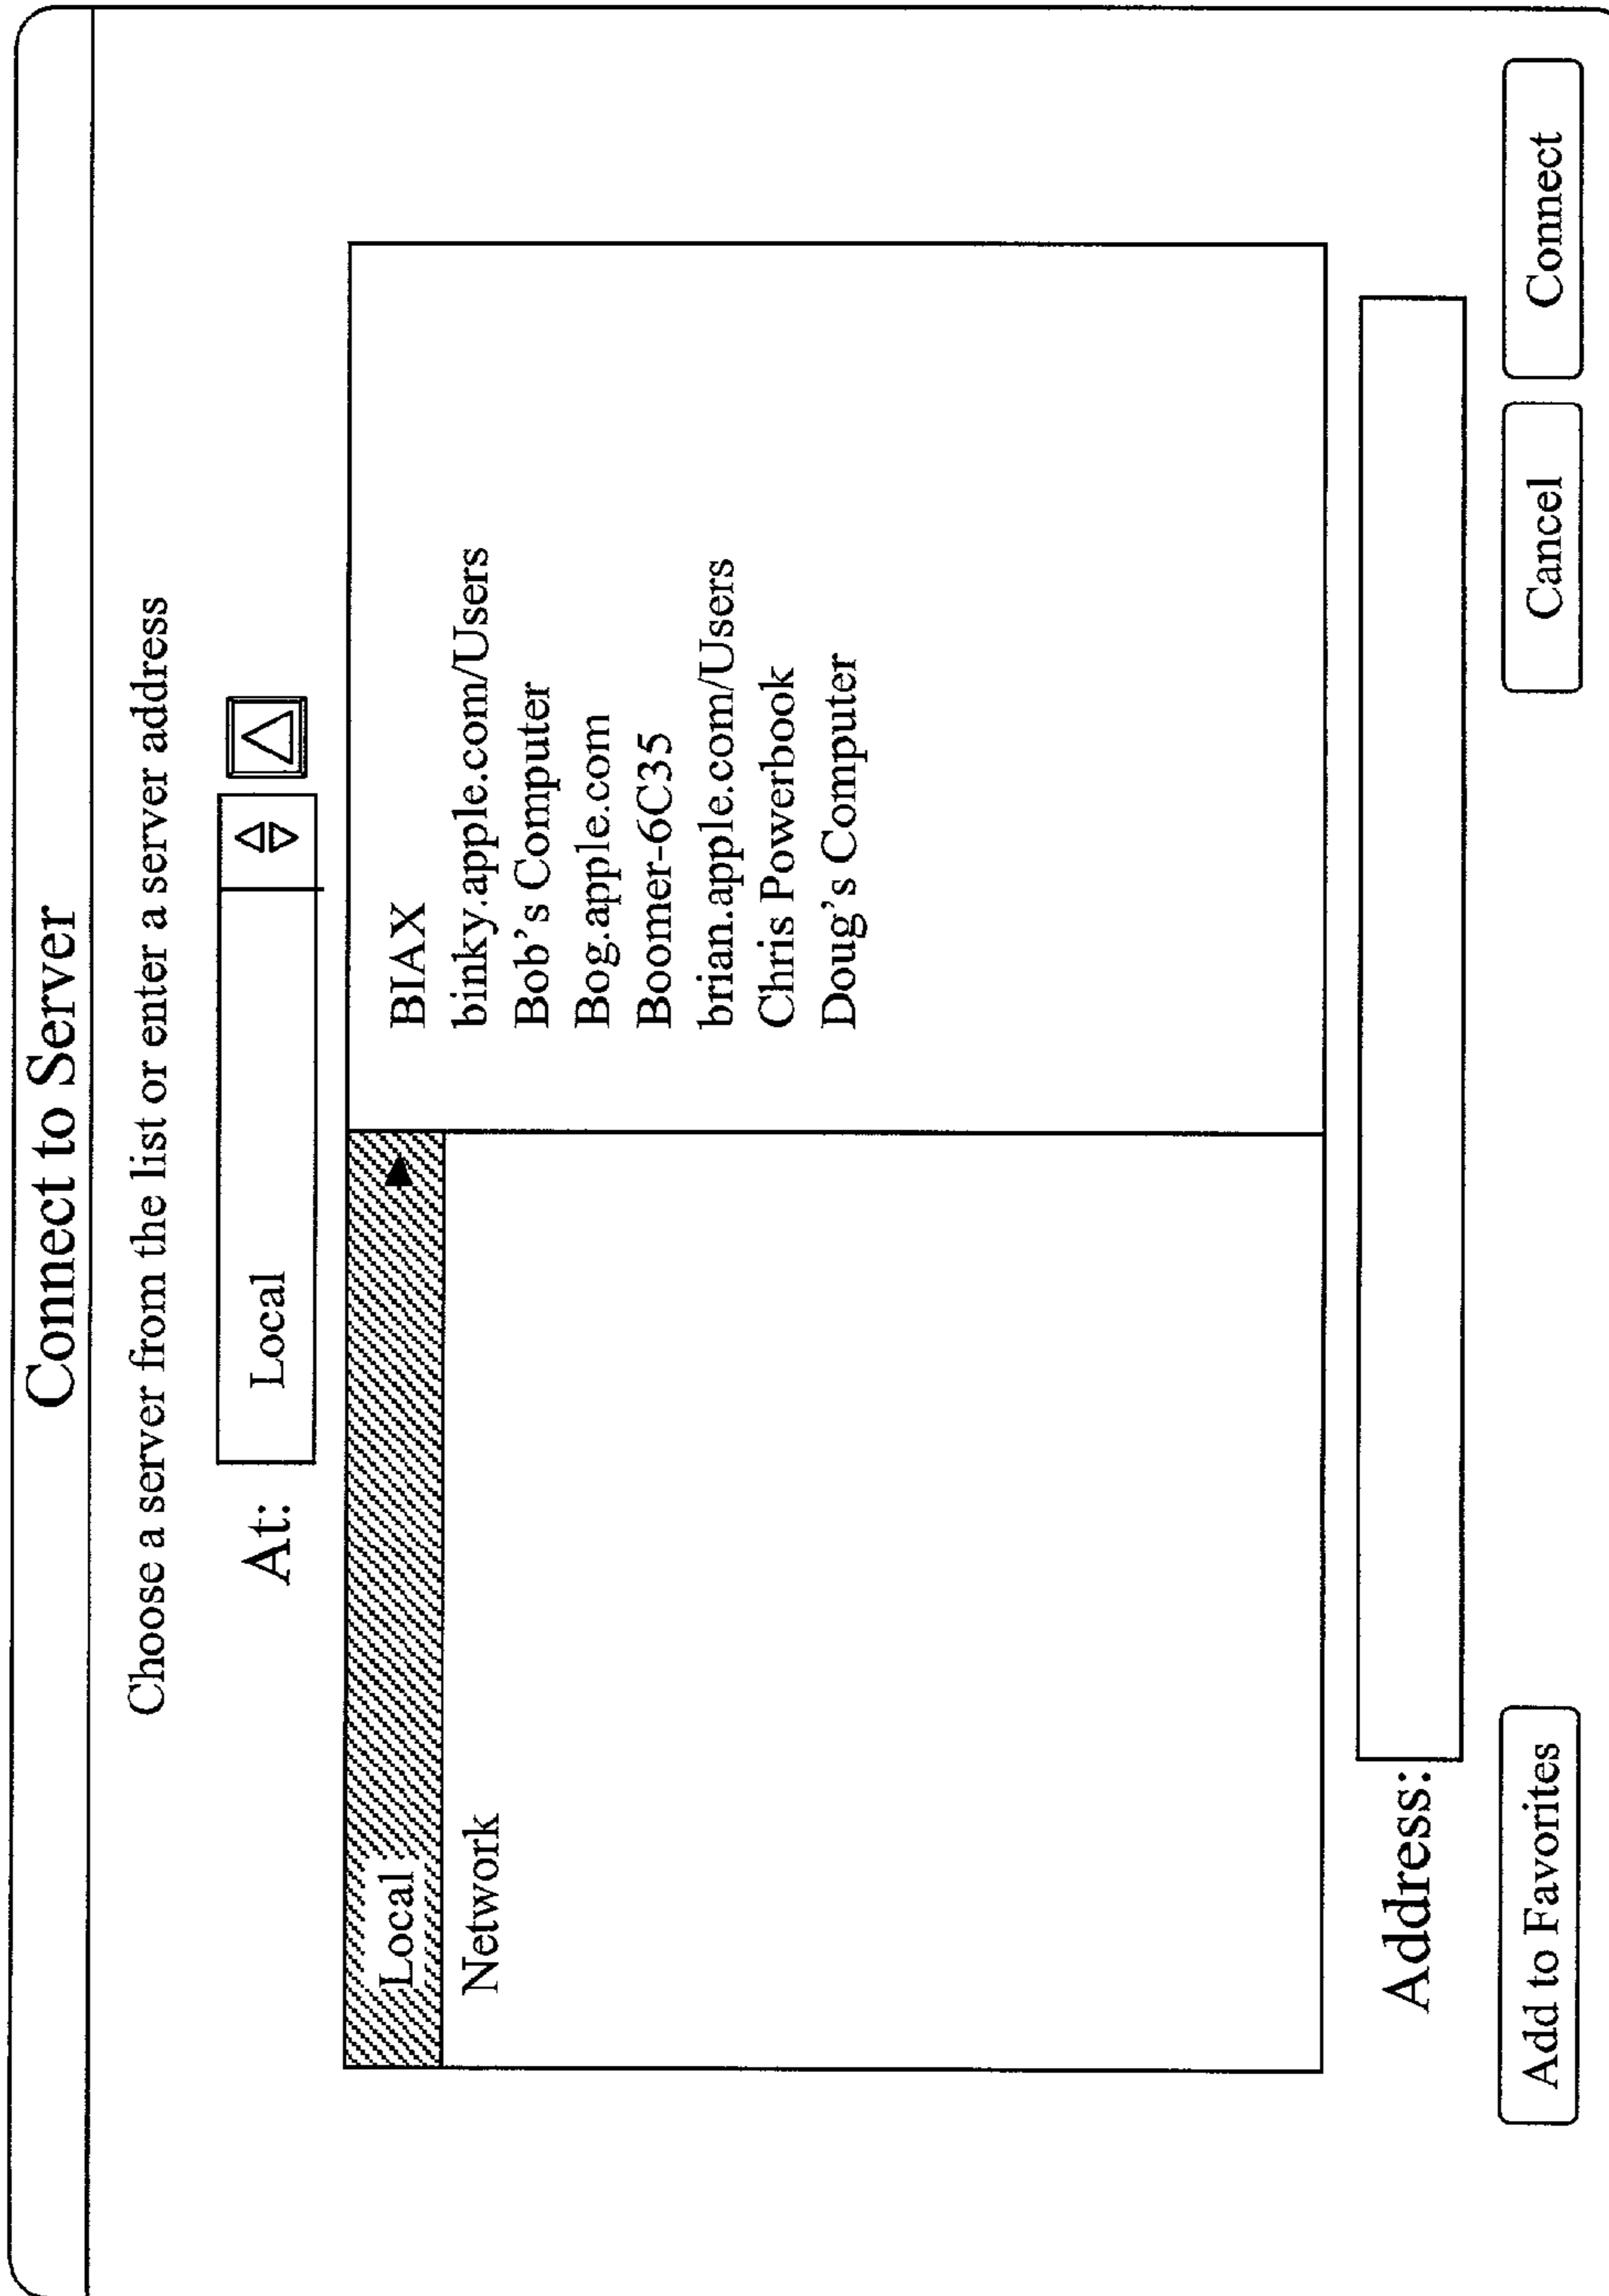 Connect to Server
Choose a server from the list or enter a server address
At: Local
Local
Network
BIAX
binky.apple.com/Users
Bob's Computer
Bog.apple.com
Boomer-6C35
brian.apple.com/Users
Chris Powerbook
Doug's Computer
Address:
Add to Favorites Cancel Connect